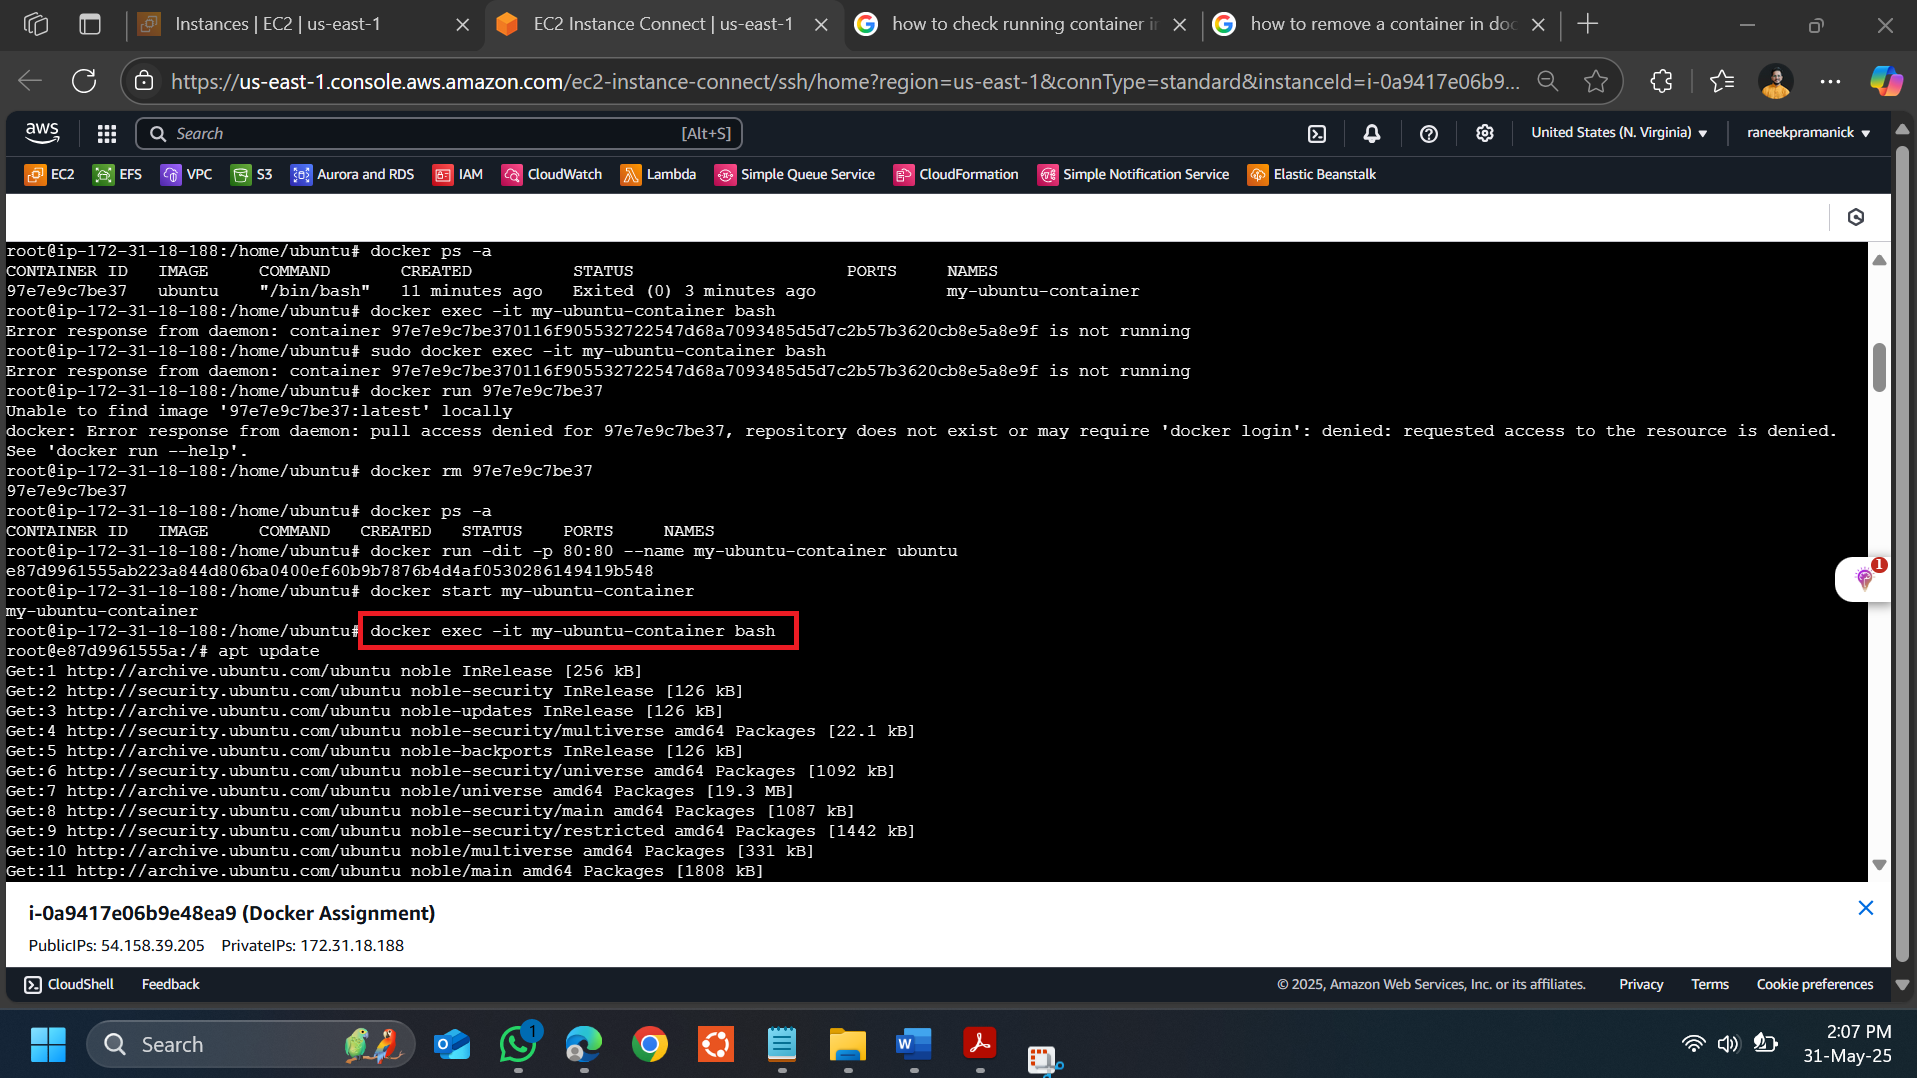 Instances | EC2 | us-east-1
EC2 Instance Connect | us-east-1
how to check running container i
how to remove a container in doc
https://us-east-1.console.aws.amazon.com/ec2-instance-connect/ssh/home?region=us-east-1&connType=standard&instanceId=i-0a9417e06b9...
aws
Search
[Alt+S]
United States (N. Virginia)
raneekpramanick
EC2
EFS
VPC
S3
Aurora and RDS
IAM
CloudWatch
Lambda
Simple Queue Service
CloudFormation
Simple Notification Service
Elastic Beanstalk
root@ip-172-31-18-188:/home/ubuntu# docker ps -a
CONTAINER ID   IMAGE     COMMAND       CREATED          STATUS                     PORTS     NAMES
97e7e9c7be37   ubuntu    "/bin/bash"   11 minutes ago   Exited (0) 3 minutes ago             my-ubuntu-container
root@ip-172-31-18-188:/home/ubuntu# docker exec -it my-ubuntu-container bash
Error response from daemon: container 97e7e9c7be370116f905532722547d68a7093485d5d7c2b57b3620cb8e5a8e9f is not running
root@ip-172-31-18-188:/home/ubuntu# sudo docker exec -it my-ubuntu-container bash
Error response from daemon: container 97e7e9c7be370116f905532722547d68a7093485d5d7c2b57b3620cb8e5a8e9f is not running
root@ip-172-31-18-188:/home/ubuntu# docker run 97e7e9c7be37
Unable to find image '97e7e9c7be37:latest' locally
docker: Error response from daemon: pull access denied for 97e7e9c7be37, repository does not exist or may require 'docker login': denied: requested access to the resource is denied.
See 'docker run --help'.
root@ip-172-31-18-188:/home/ubuntu# docker rm 97e7e9c7be37
97e7e9c7be37
root@ip-172-31-18-188:/home/ubuntu# docker ps -a
CONTAINER ID   IMAGE     COMMAND   CREATED   STATUS    PORTS     NAMES
root@ip-172-31-18-188:/home/ubuntu# docker run -dit -p 80:80 --name my-ubuntu-container ubuntu
e87d9961555ab223a844d806ba0400ef60b9b7876b4d4af0530286149419b548
root@ip-172-31-18-188:/home/ubuntu# docker start my-ubuntu-container
my-ubuntu-container
root@ip-172-31-18-188:/home/ubuntu# docker exec -it my-ubuntu-container bash
root@e87d9961555a:/# apt update
Get:1 http://archive.ubuntu.com/ubuntu noble InRelease [256 kB]
Get:2 http://security.ubuntu.com/ubuntu noble-security InRelease [126 kB]
Get:3 http://archive.ubuntu.com/ubuntu noble-updates InRelease [126 kB]
Get:4 http://security.ubuntu.com/ubuntu noble-security/multiverse amd64 Packages [22.1 kB]
Get:5 http://archive.ubuntu.com/ubuntu noble-backports InRelease [126 kB]
Get:6 http://security.ubuntu.com/ubuntu noble-security/universe amd64 Packages [1092 kB]
Get:7 http://archive.ubuntu.com/ubuntu noble/universe amd64 Packages [19.3 MB]
Get:8 http://security.ubuntu.com/ubuntu noble-security/main amd64 Packages [1087 kB]
Get:9 http://security.ubuntu.com/ubuntu noble-security/restricted amd64 Packages [1442 kB]
Get:10 http://archive.ubuntu.com/ubuntu noble/multiverse amd64 Packages [331 kB]
Get:11 http://archive.ubuntu.com/ubuntu noble/main amd64 Packages [1808 kB]
1
i-0a9417e06b9e48ea9 (Docker Assignment)
PublicIPs: 54.158.39.205   PrivateIPs: 172.31.18.188
CloudShell
Feedback
© 2025, Amazon Web Services, Inc. or its affiliates.
Privacy
Terms
Cookie preferences
Search
1
2:07 PM
31-May-25